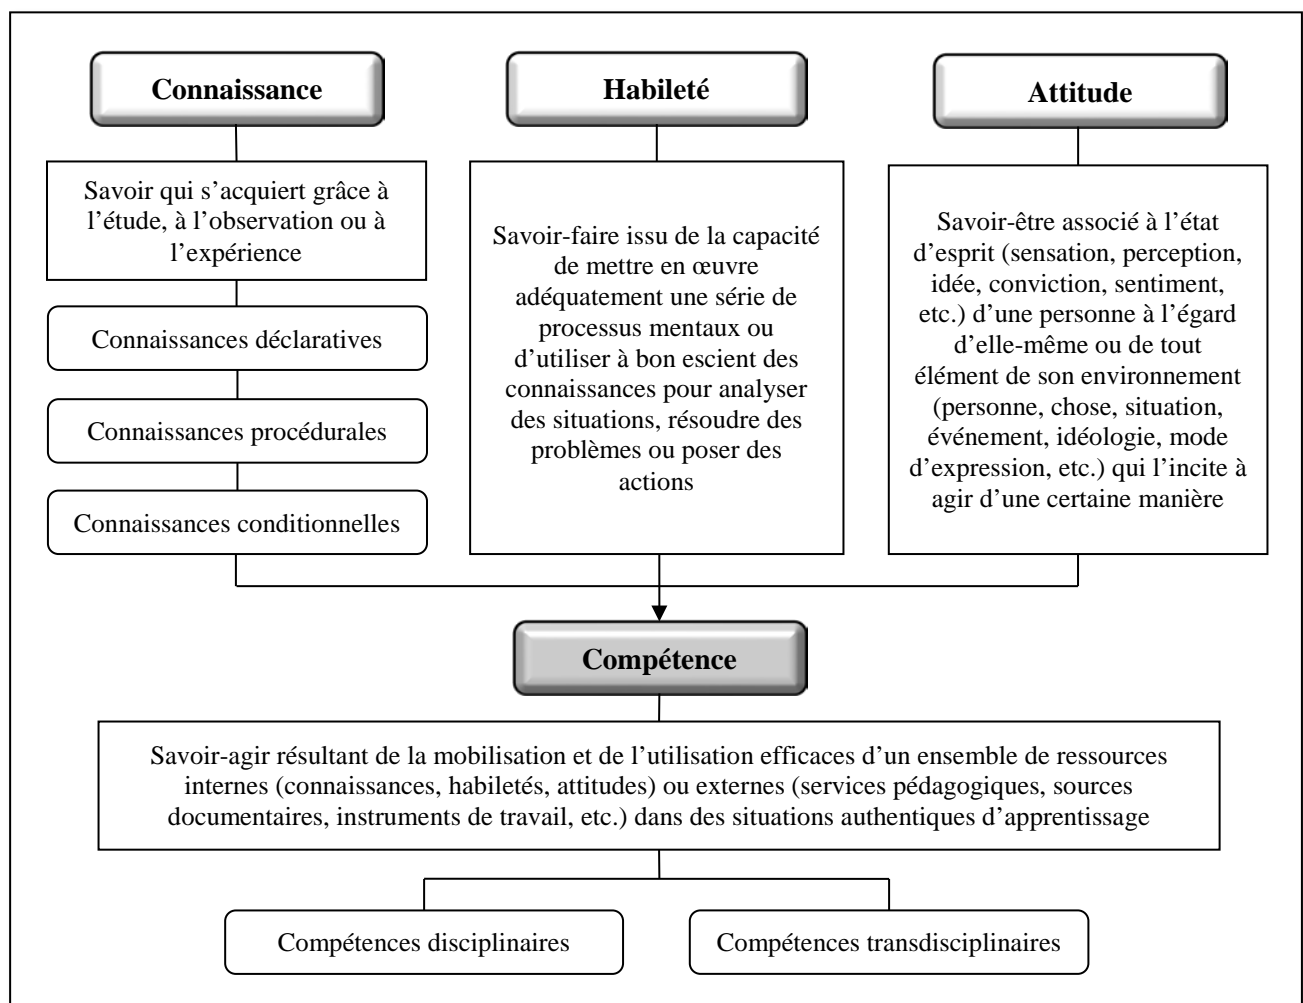 Connaissance
Habileté
Attitude
Savoir qui s’acquiert grâce à
l’étude, à l’observation ou à
l’expérience
Connaissances déclaratives
Connaissances procédurales
Connaissances conditionnelles
Savoir-faire issu de la capacité
de mettre en œuvre
adéquatement une série de
processus mentaux ou
d’utiliser à bon escient des
connaissances pour analyser
des situations, résoudre des
problèmes ou poser des
actions
Savoir-être associé à l’état
d’esprit (sensation, perception,
idée, conviction, sentiment,
etc.) d’une personne à l’égard
d’elle-même ou de tout
élément de son environnement
(personne, chose, situation,
événement, idéologie, mode
d’expression, etc.) qui l’incite à
agir d’une certaine manière
Compétence
Savoir-agir résultant de la mobilisation et de l’utilisation efficaces d’un ensemble de ressources
internes (connaissances, habiletés, attitudes) ou externes (services pédagogiques, sources
documentaires, instruments de travail, etc.) dans des situations authentiques d’apprentissage
Compétences disciplinaires
Compétences transdisciplinaires